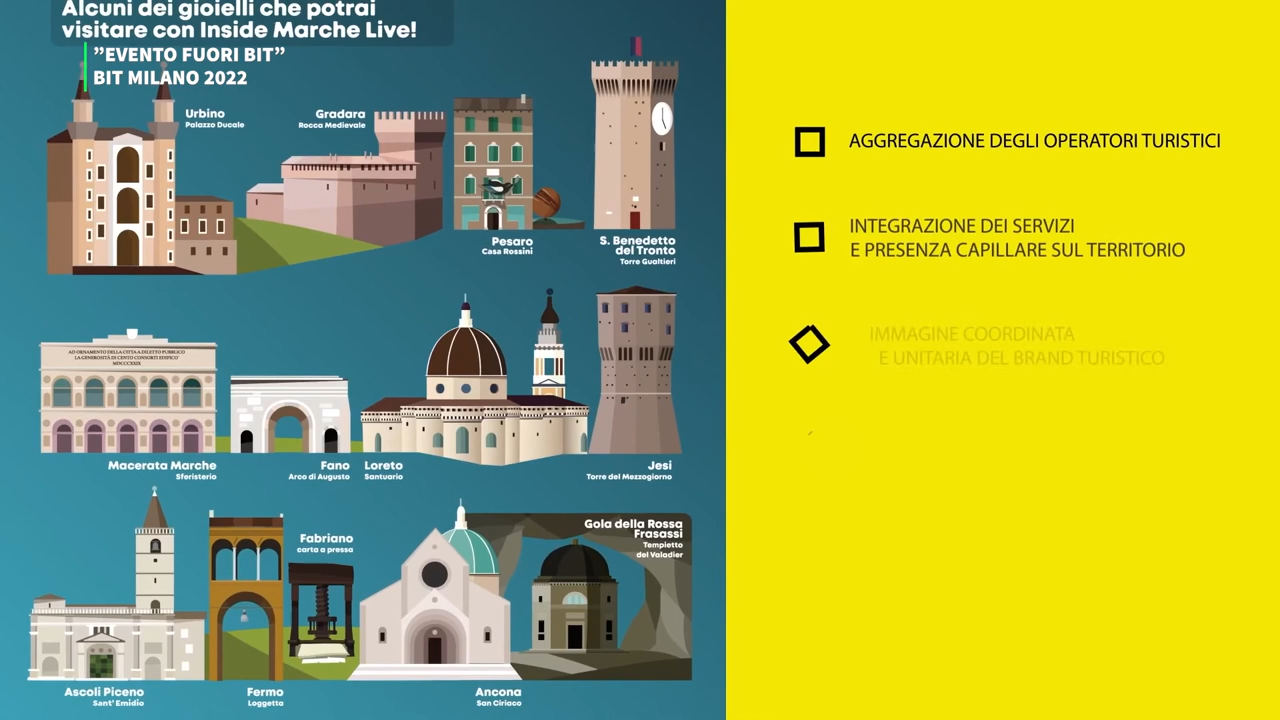 Alcuni dei gioielli che potrai
visitare con Inside Marche Live!
”EVENTO FUORI BIT”
BIT MILANO 2022
Urbino
Palazzo Ducale
Gradara
Rocca Medievale
Pesaro
Casa Rossini
S. Benedetto
del Tronto
Torre Gualtieri
AD ORNAMENTO DELLA CITTA A DILETTO PUBBLICO
LA GENEROSITA DI CENTO CONSORTI EDIFICO'
MDCCCXXIX
Macerata Marche
Sferisterio
Fano
Arco di Augusto
Loreto
Santuario
Jesi
Torre del Mezzogiorno
Ascoli Piceno
Sant' Emidio
Fermo
Loggetta
Fabriano
carta a pressa
Ancona
San Ciriaco
Gola della Rossa
Frasassi
Tempietto
del Valadier
AGGREGAZIONE DEGLI OPERATORI TURISTICI
INTEGRAZIONE DEI SERVIZI
E PRESENZA CAPILLARE SUL TERRITORIO
IMMAGINE COORDINATA
E UNITARIA DEL BRAND TURISTICO